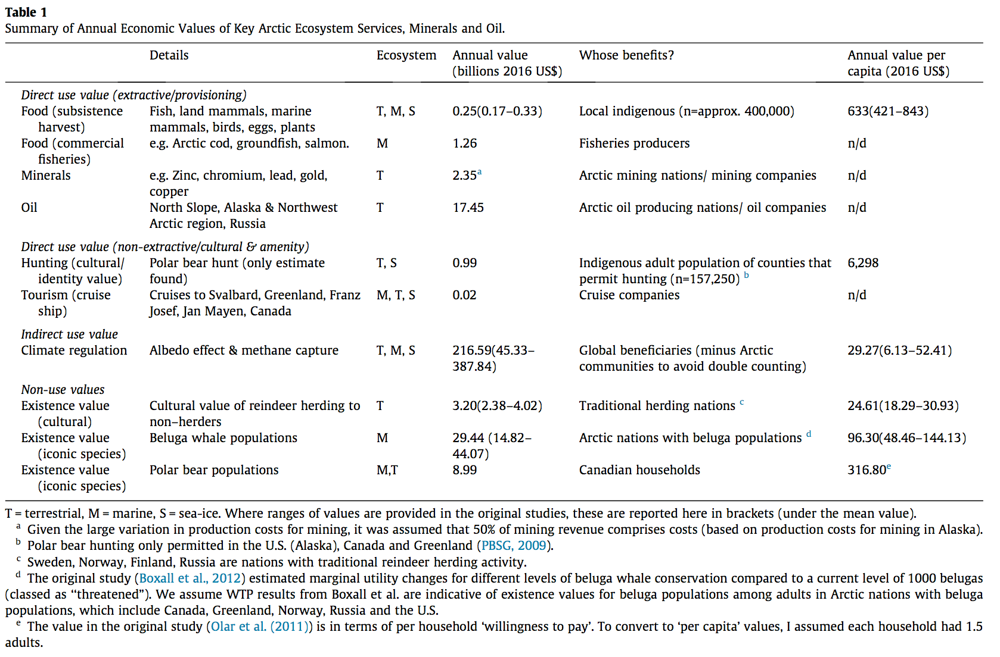 Table 1
Summary of Annual Economic Values of Key Arctic Ecosystem Services, Minerals and Oil.
Details Ecosystem Annual value (billions 2016 US$) Whose benefits? Annual value per capita (2016 US$)
Direct use value (extractive/provisioning)
Food (subsistence harvest) Fish, land mammals, marine mammals, birds, eggs, plants T, M, S 0.25(0.17–0.33) Local indigenous (n=approx. 400,000) 633(421–843)
Food (commercial fisheries) e.g. Arctic cod, groundfish, salmon. M 1.26 Fisheries producers n/d
Minerals e.g. Zinc, chromium, lead, gold, copper T 2.35a Arctic mining nations/ mining companies n/d
Oil North Slope, Alaska & Northwest Arctic region, Russia T 17.45 Arctic oil producing nations/ oil companies n/d
Direct use value (non-extractive/cultural & amenity)
Hunting (cultural/ identity value) Polar bear hunt (only estimate found) T, S 0.99 Indigenous adult population of counties that permit hunting (n=157,250) b 6,298
Tourism (cruise ship) Cruises to Svalbard, Greenland, Franz Josef, Jan Mayen, Canada M, T, S 0.02 Cruise companies n/d
Indirect use value
Climate regulation Albedo effect & methane capture T, M, S 216.59(45.33–387.84) Global beneficiaries (minus Arctic communities to avoid double counting) 29.27(6.13–52.41)
Non-use values
Existence value (cultural) Cultural value of reindeer herding to non–herders T 3.20(2.38–4.02) Traditional herding nations c 24.61(18.29–30.93)
Existence value (iconic species) Beluga whale populations M 29.44 (14.82–44.07) Arctic nations with beluga populations d 96.30(48.46–144.13)
Existence value (iconic species) Polar bear populations M,T 8.99 Canadian households 316.80e
T = terrestrial, M = marine, S = sea-ice. Where ranges of values are provided in the original studies, these are reported here in brackets (under the mean value).
a Given the large variation in production costs for mining, it was assumed that 50% of mining revenue comprises costs (based on production costs for mining in Alaska).
b Polar bear hunting only permitted in the U.S. (Alaska), Canada and Greenland (PBSG, 2009).
c Sweden, Norway, Finland, Russia are nations with traditional reindeer herding activity.
d The original study (Boxall et al., 2012) estimated marginal utility changes for different levels of beluga whale conservation compared to a current level of 1000 belugas
(classed as “threatened”). We assume WTP results from Boxall et al. are indicative of existence values for beluga populations among adults in Arctic nations with beluga
populations, which include Canada, Greenland, Norway, Russia and the U.S.
e The value in the original study (Olar et al. (2011)) is in terms of per household ‘willingness to pay’. To convert to ‘per capita’ values, I assumed each household had 1.5
adults.